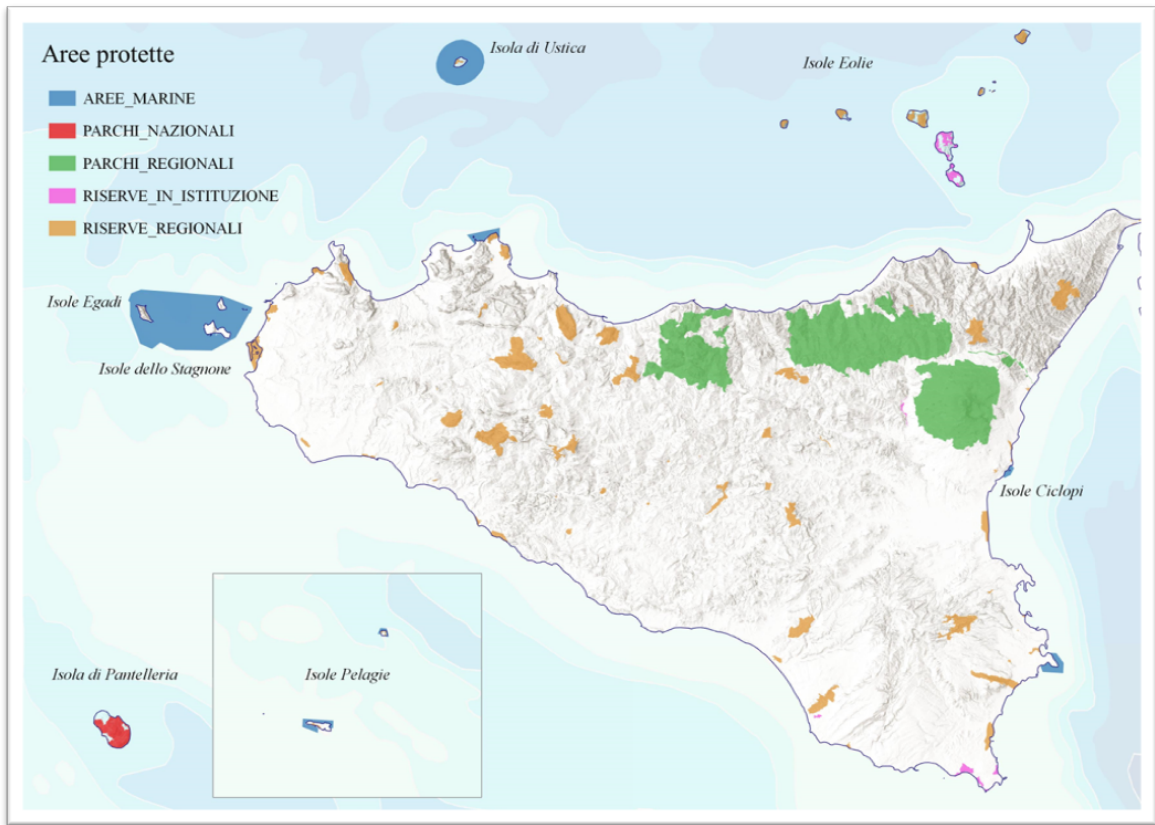 Aree protette
AREE_MARINE
PARCHI_NAZIONALI
PARCHI_REGIONALI
RISERVE_IN_ISTITUZIONE
RISERVE_REGIONALI
Isola di Ustica
Isole Eolie
Isole Egadi
Isole dello Stagnone
Isole Ciclopi
Isola di Pantelleria
Isole Pelagie